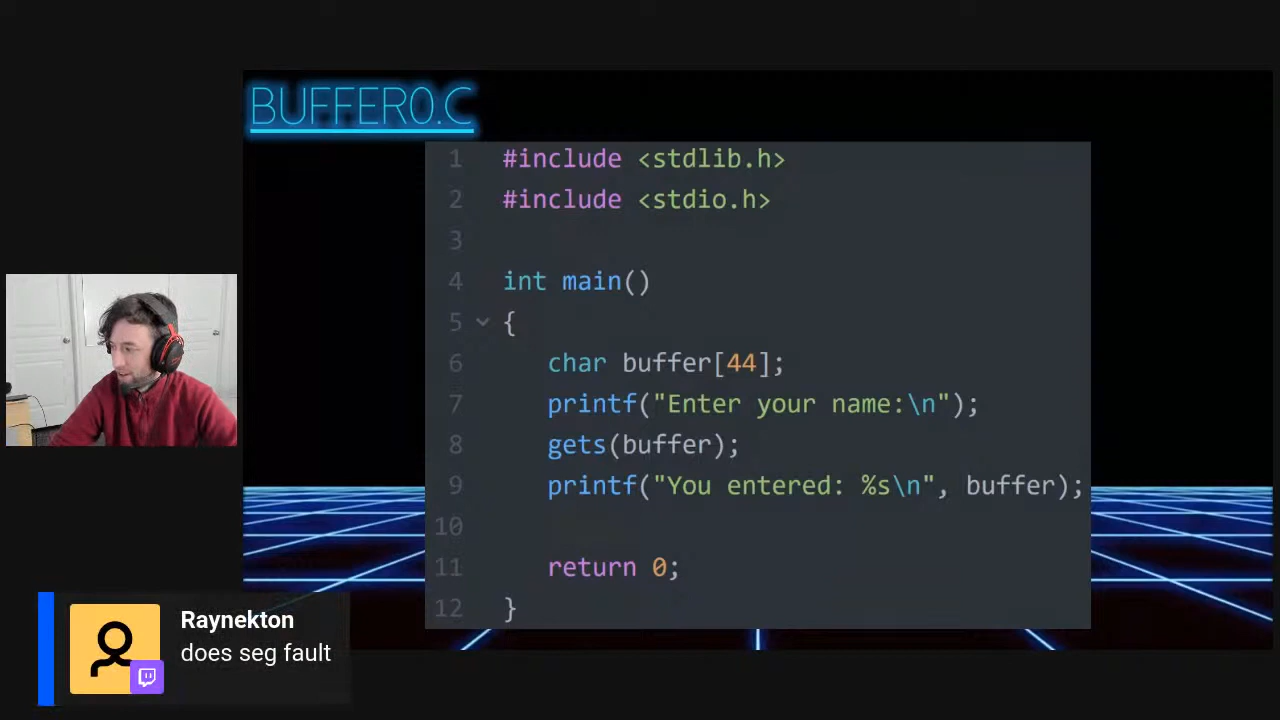 BUFFER0.C
1 #include <stdlib.h>
2 #include <stdio.h>
3
4 int main()
5 {
6 char buffer[44];
7 printf("Enter your name:\n");
8 gets(buffer);
9 printf("You entered: %s\n", buffer);
10
11 return 0;
12 }
Raynekton
does seg fault